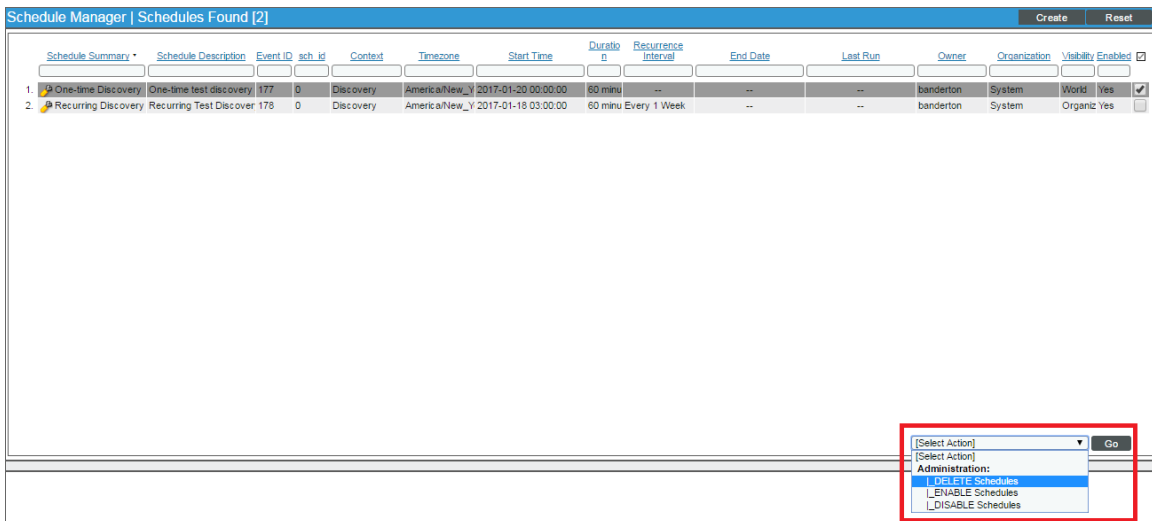 Schedule Manager | Schedules Found [2] Create Reset
Schedule Summary Schedule Description Event ID sch_id Context Timezone Start Time Duratio n Recurrence Interval End Date Last Run Owner Organization Visibility Enabled
1. One-time Discovery One-time test discovery 177 0 Discovery America/New_Y 2017-01-20 00:00:00 60 minu -- -- -- banderton System World Yes
2. Recurring Discovery Recurring Test Discover 178 0 Discovery America/New_Y 2017-01-18 03:00:00 60 minu Every 1 Week -- -- banderton System Organiz Yes
[Select Action] Go
[Select Action]
Administration:
|_DELETE Schedules
|_ENABLE Schedules
|_DISABLE Schedules